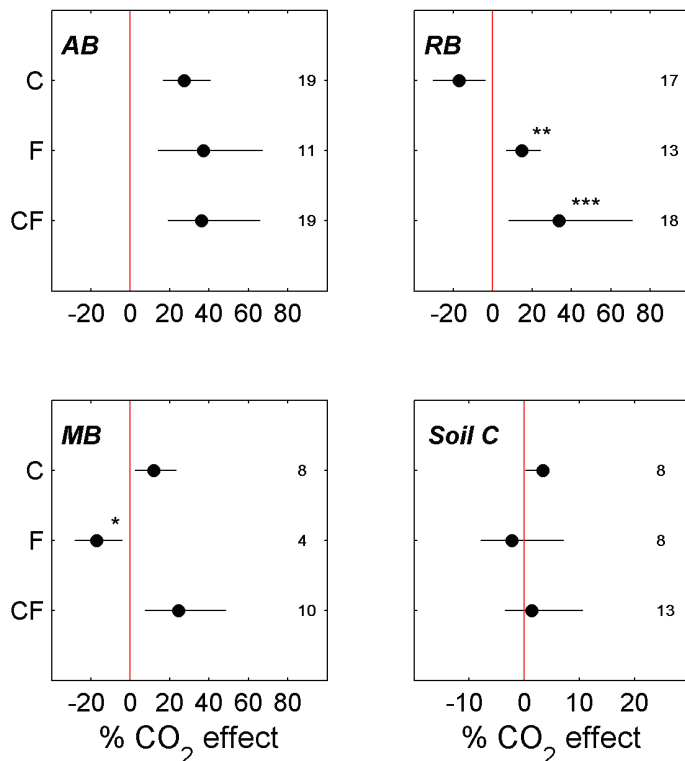 AB
RB
C 19 17
F 11 ** 13
CF 19 *** 18
-20 0 20 40 60 80 -20 0 20 40 60 80
MB
Soil C
C 8 8
F * 4 8
CF 10 13
-20 0 20 40 60 80 -10 0 10 20
% CO₂ effect % CO₂ effect